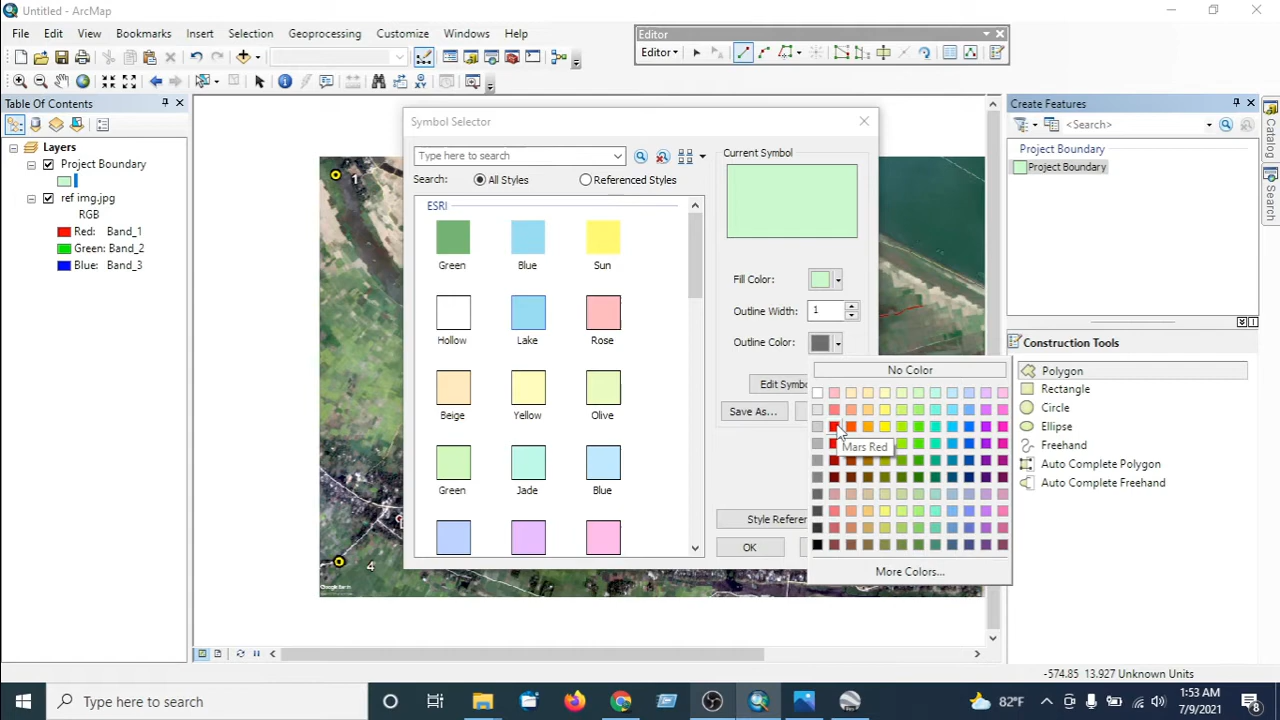 Untitled - ArcMap
File Edit View Bookmarks Insert Selection Geoprocessing Customize Windows Help
Editor
Editor
Table Of Contents
Layers
Project Boundary
ref img.jpg
RGB
Red: Band_1
Green: Band_2
Blue: Band_3
1
4
Google Earth
Symbol Selector
Type here to search
Search: All Styles Referenced Styles
ESRI
Green Blue Sun
Hollow Lake Rose
Beige Yellow Olive
Green Jade Blue
Current Symbol
Fill Color:
Outline Width: 1
Outline Color:
Edit Symbo
Save As...
Style Referen
OK
No Color
Mars Red
More Colors...
Create Features
<Search>
Project Boundary
Project Boundary
Construction Tools
Polygon
Rectangle
Circle
Ellipse
Freehand
Auto Complete Polygon
Auto Complete Freehand
Catalog
Search
-574.85 13.927 Unknown Units
Type here to search
82°F
1:53 AM
7/9/2021
8